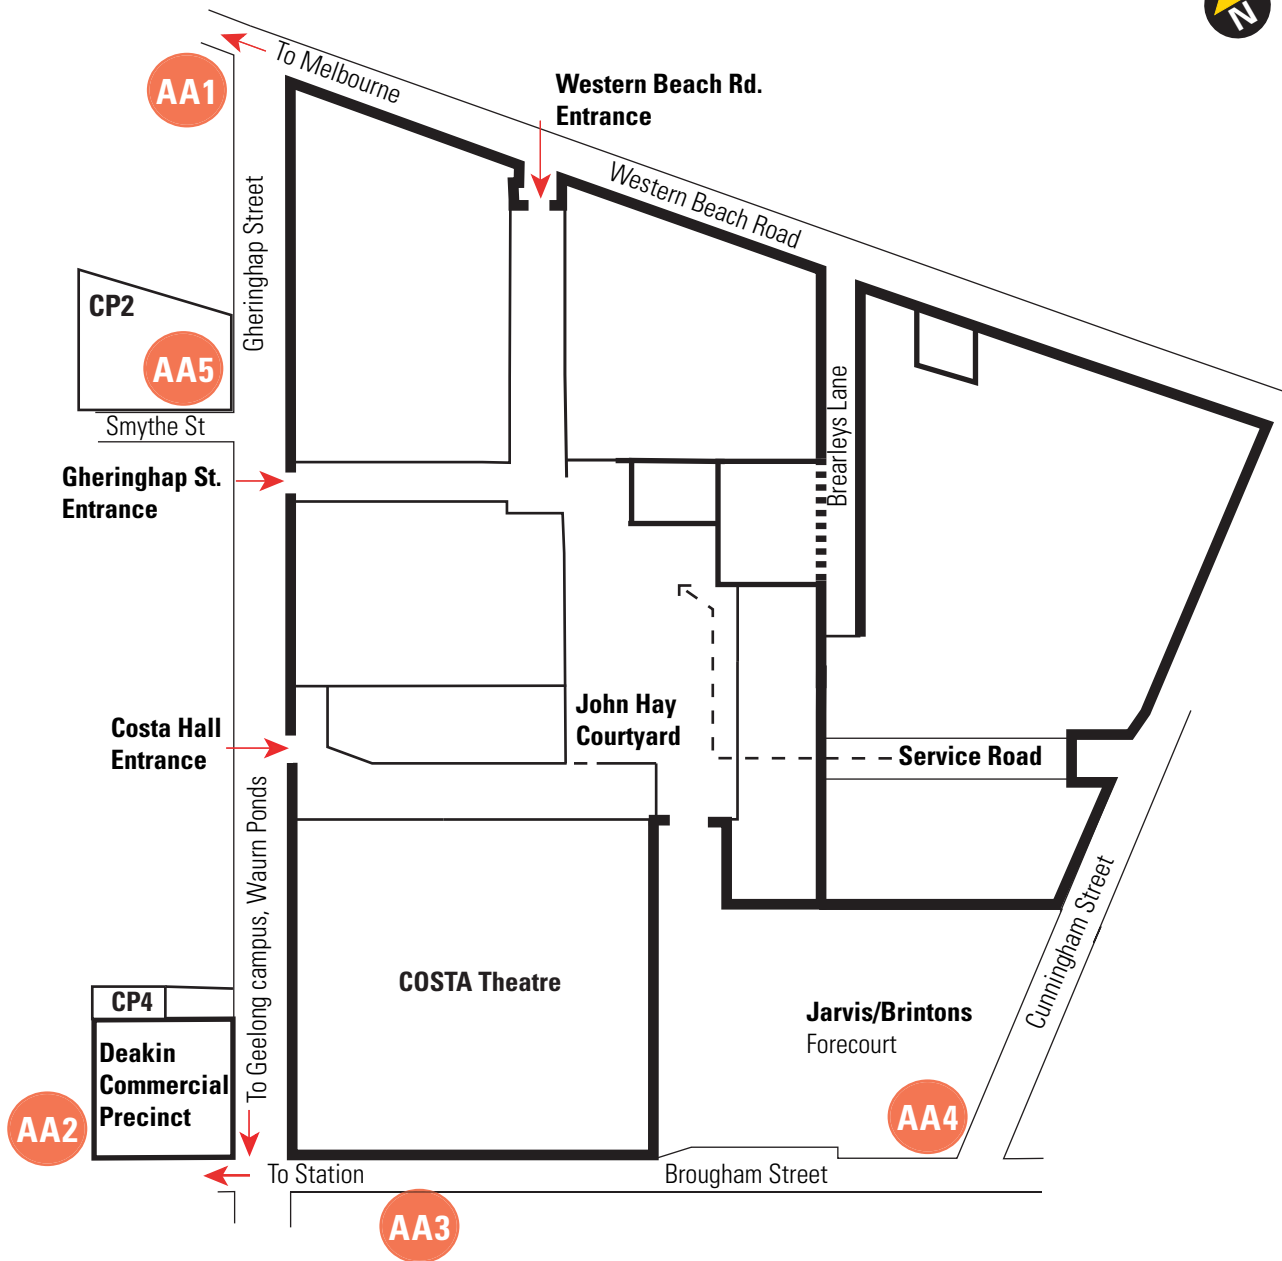 N
To Melbourne
AA1
Western Beach Rd.
Entrance
Western Beach Road
Gheringhap Street
CP2
AA5
Smythe St
Brearleys Lane
Gheringhap St.
Entrance
John Hay
Courtyard
Costa Hall
Entrance
Service Road
To Geelong campus, Waurn Ponds
Cunningham Street
COSTA Theatre
CP4
Jarvis/Brintons
Forecourt
Deakin
Commercial
Precinct
AA2
AA4
To Station
Brougham Street
AA3